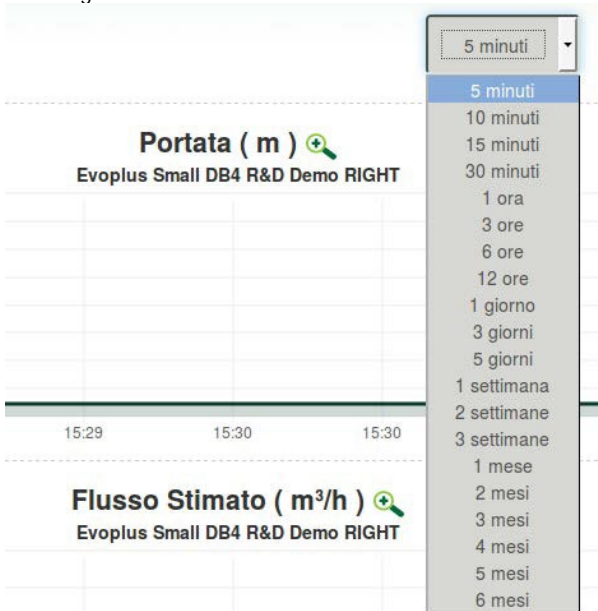 5 minuti
5 minuti
10 minuti
15 minuti
30 minuti
1 ora
3 ore
6 ore
12 ore
1 giorno
3 giorni
5 giorni
1 settimana
2 settimane
3 settimane
1 mese
2 mesi
3 mesi
4 mesi
5 mesi
6 mesi
Portata ( m )
Evoplus Small DB4 R&D Demo RIGHT
15:29 15:30 15:30
Flusso Stimato ( m³/h )
Evoplus Small DB4 R&D Demo RIGHT